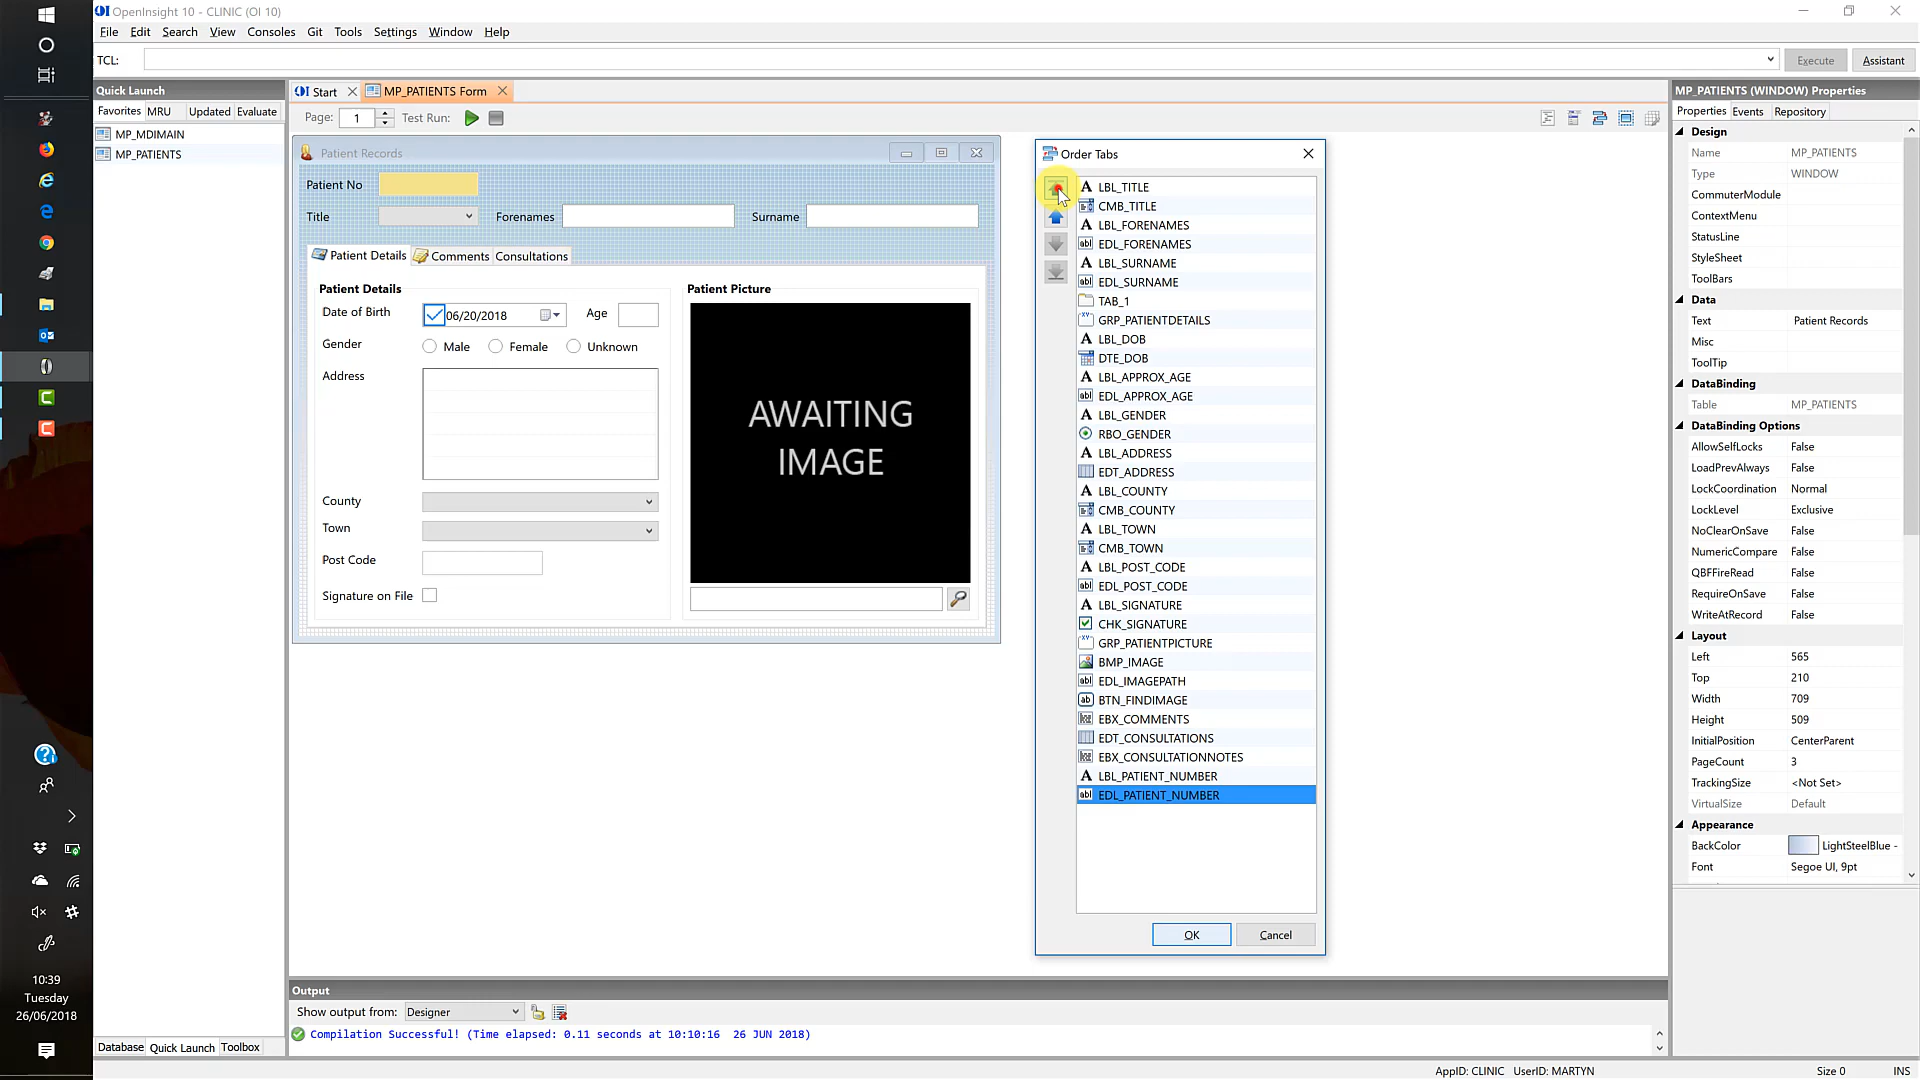 OpenInsight 10 - CLINIC (OI 10)
File Edit Search View Consoles Git Tools Settings Window Help
TCL: Execute Assistant
Quick Launch
Favorites MRU Updated Evaluate
MP_MDIMAIN
MP_PATIENTS
Start MP_PATIENTS Form
Page: 1 Test Run:
Patient Records
Patient No
Title Forenames Surname
Patient Details Comments Consultations
Patient Details
Date of Birth 06/20/2018 Age
Gender Male Female Unknown
Address
County
Town
Post Code
Signature on File
Patient Picture
AWAITING
IMAGE
Order Tabs
LBL_TITLE
CMB_TITLE
LBL_FORENAMES
EDL_FORENAMES
LBL_SURNAME
EDL_SURNAME
TAB_1
GRP_PATIENTDETAILS
LBL_DOB
DTE_DOB
LBL_APPROX_AGE
EDL_APPROX_AGE
LBL_GENDER
RBO_GENDER
LBL_ADDRESS
EDT_ADDRESS
LBL_COUNTY
CMB_COUNTY
LBL_TOWN
CMB_TOWN
LBL_POST_CODE
EDL_POST_CODE
LBL_SIGNATURE
CHK_SIGNATURE
GRP_PATIENTPICTURE
BMP_IMAGE
EDL_IMAGEPATH
BTN_FINDIMAGE
EBX_COMMENTS
EDT_CONSULTATIONS
EBX_CONSULTATIONNOTES
LBL_PATIENT_NUMBER
EDL_PATIENT_NUMBER
OK Cancel
MP_PATIENTS (WINDOW) Properties
Properties Events Repository
Design
Name MP_PATIENTS
Type WINDOW
CommuterModule
ContextMenu
StatusLine
StyleSheet
ToolBars
Data
Text Patient Records
Misc
ToolTip
DataBinding
Table MP_PATIENTS
DataBinding Options
AllowSelfLocks False
LoadPrevAlways False
LockCoordination Normal
LockLevel Exclusive
NoClearOnSave False
NumericCompare False
QBFFireRead False
RequireOnSave False
WriteAtRecord False
Layout
Left 565
Top 210
Width 709
Height 509
InitialPosition CenterParent
PageCount 3
TrackingSize <Not Set>
VirtualSize Default
Appearance
BackColor LightSteelBlue -
Font Segoe UI, 9pt
Output
Show output from: Designer
Compilation Successful! (Time elapsed: 0.11 seconds at 10:10:16 26 JUN 2018)
Database Quick Launch Toolbox
AppID: CLINIC UserID: MARTYN Size 0 INS
10:39
Tuesday
26/06/2018